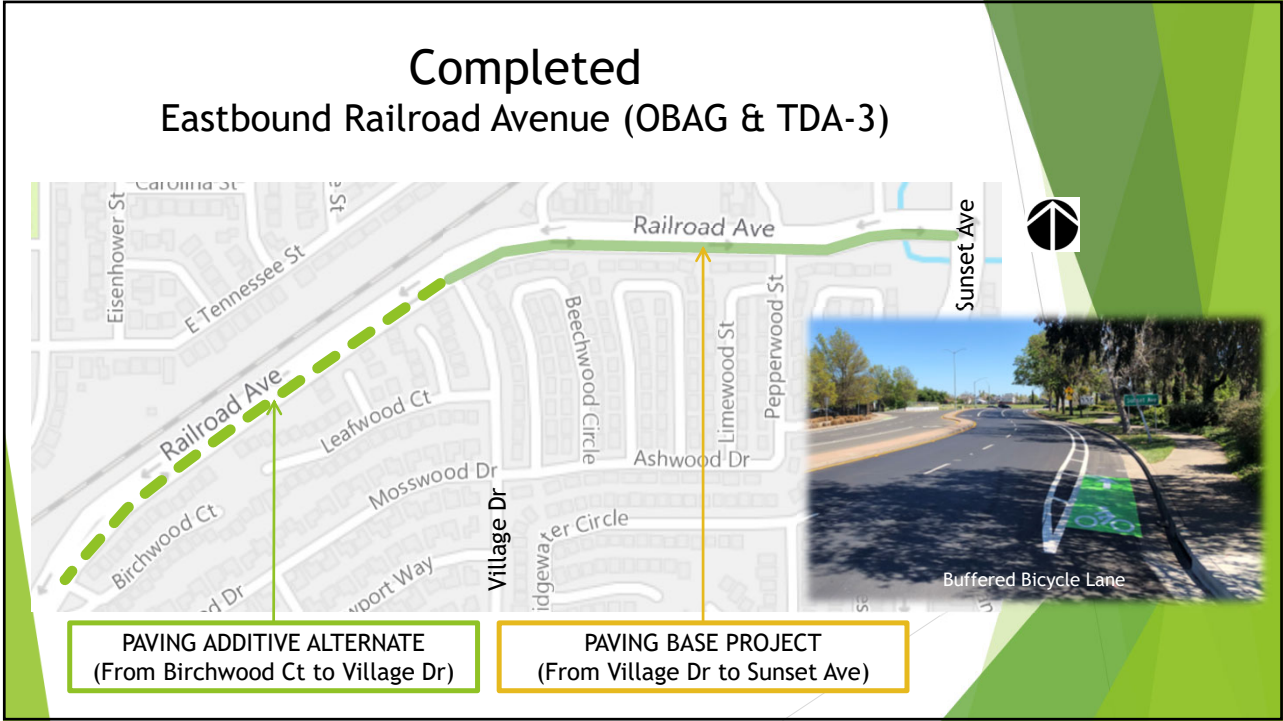 Completed
Eastbound Railroad Avenue (OBAG & TDA-3)
Carolina St
Eisenhower St
E Tennessee St
Railroad Ave
Sunset Ave
Railroad Ave
Leafwood Ct
Beechwood Circle
Limewood St
Pepperwood St
Ashwood Dr
Mosswood Dr
Birchwood Ct
Village Dr
Sunset Ave
Buffered Bicycle Lane
PAVING ADDITIVE ALTERNATE
(From Birchwood Ct to Village Dr)
PAVING BASE PROJECT
(From Village Dr to Sunset Ave)